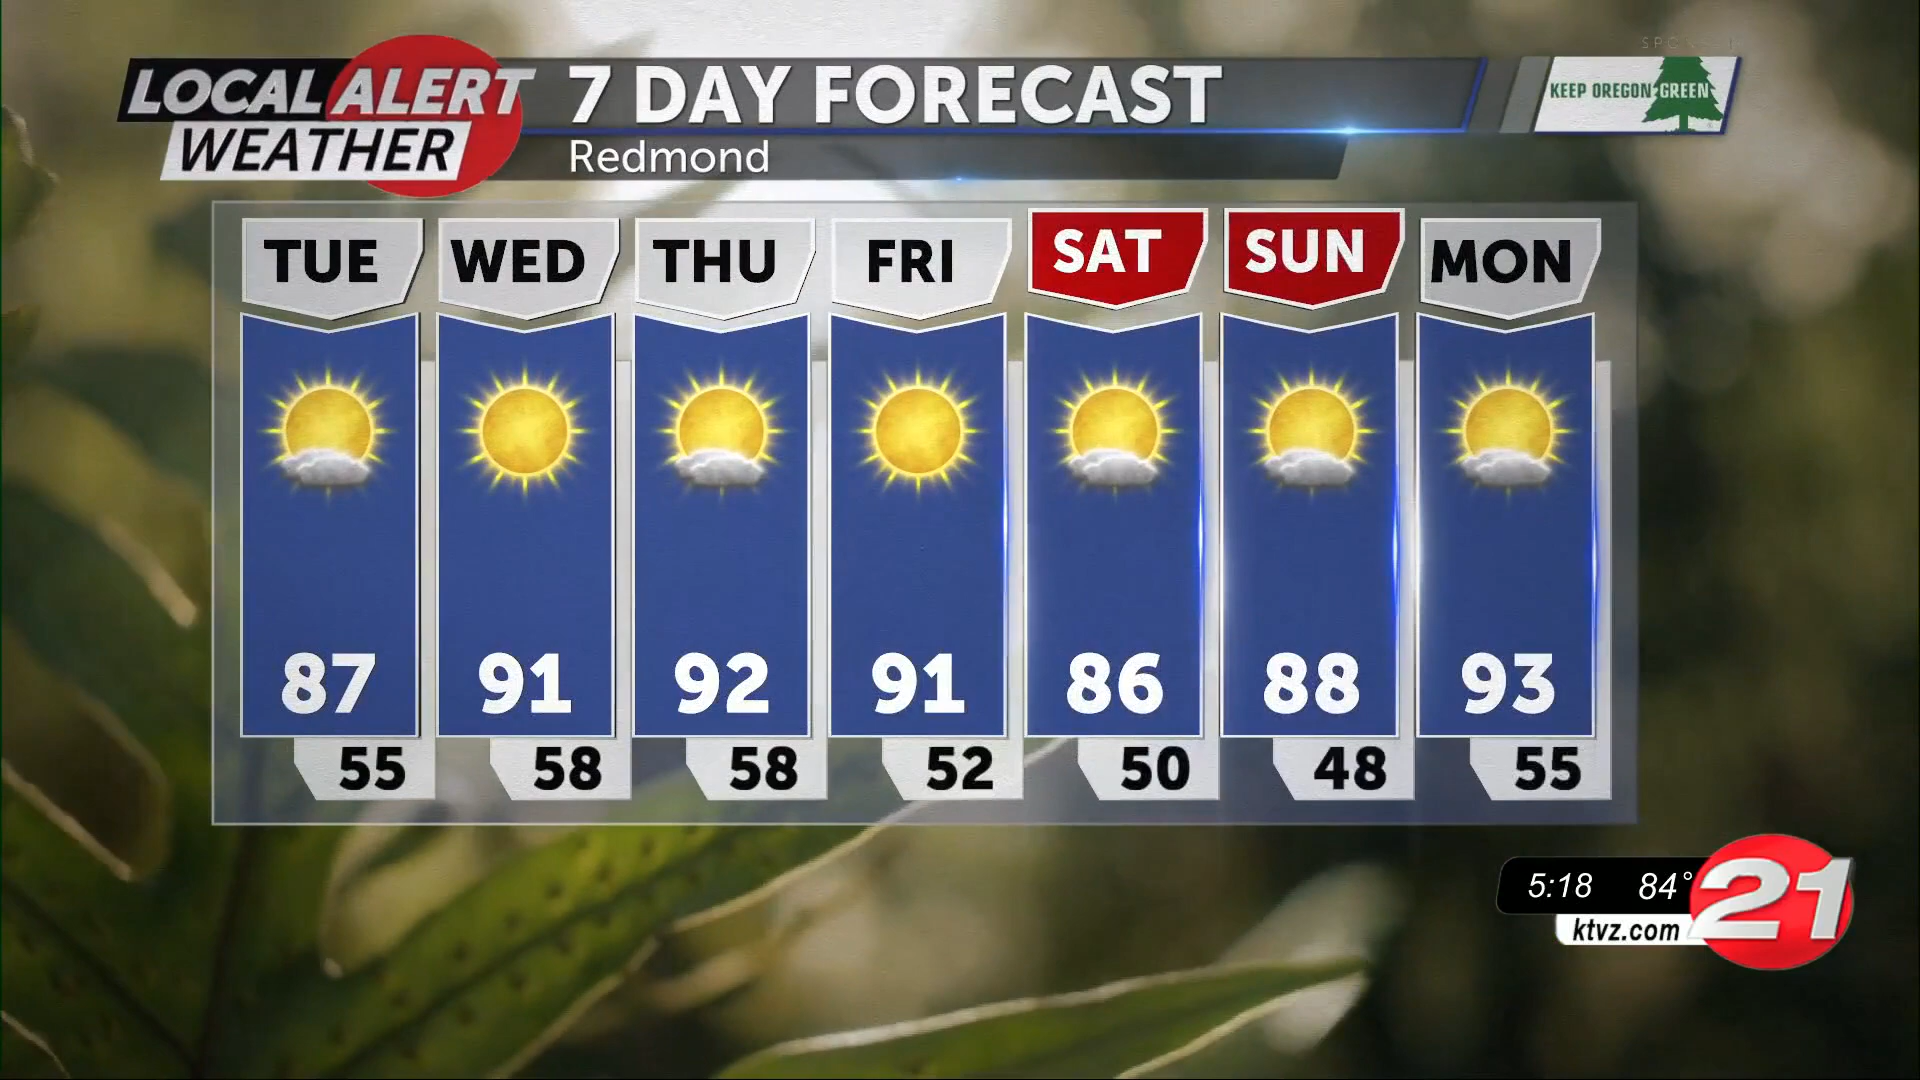 LOCAL ALERT
WEATHER
7 DAY FORECAST
Redmond
KEEP OREGON GREEN
TUE WED THU FRI SAT SUN MON
87 91 92 91 86 88 93
55 58 58 52 50 48 55
5:18 84°
21
ktvz.com